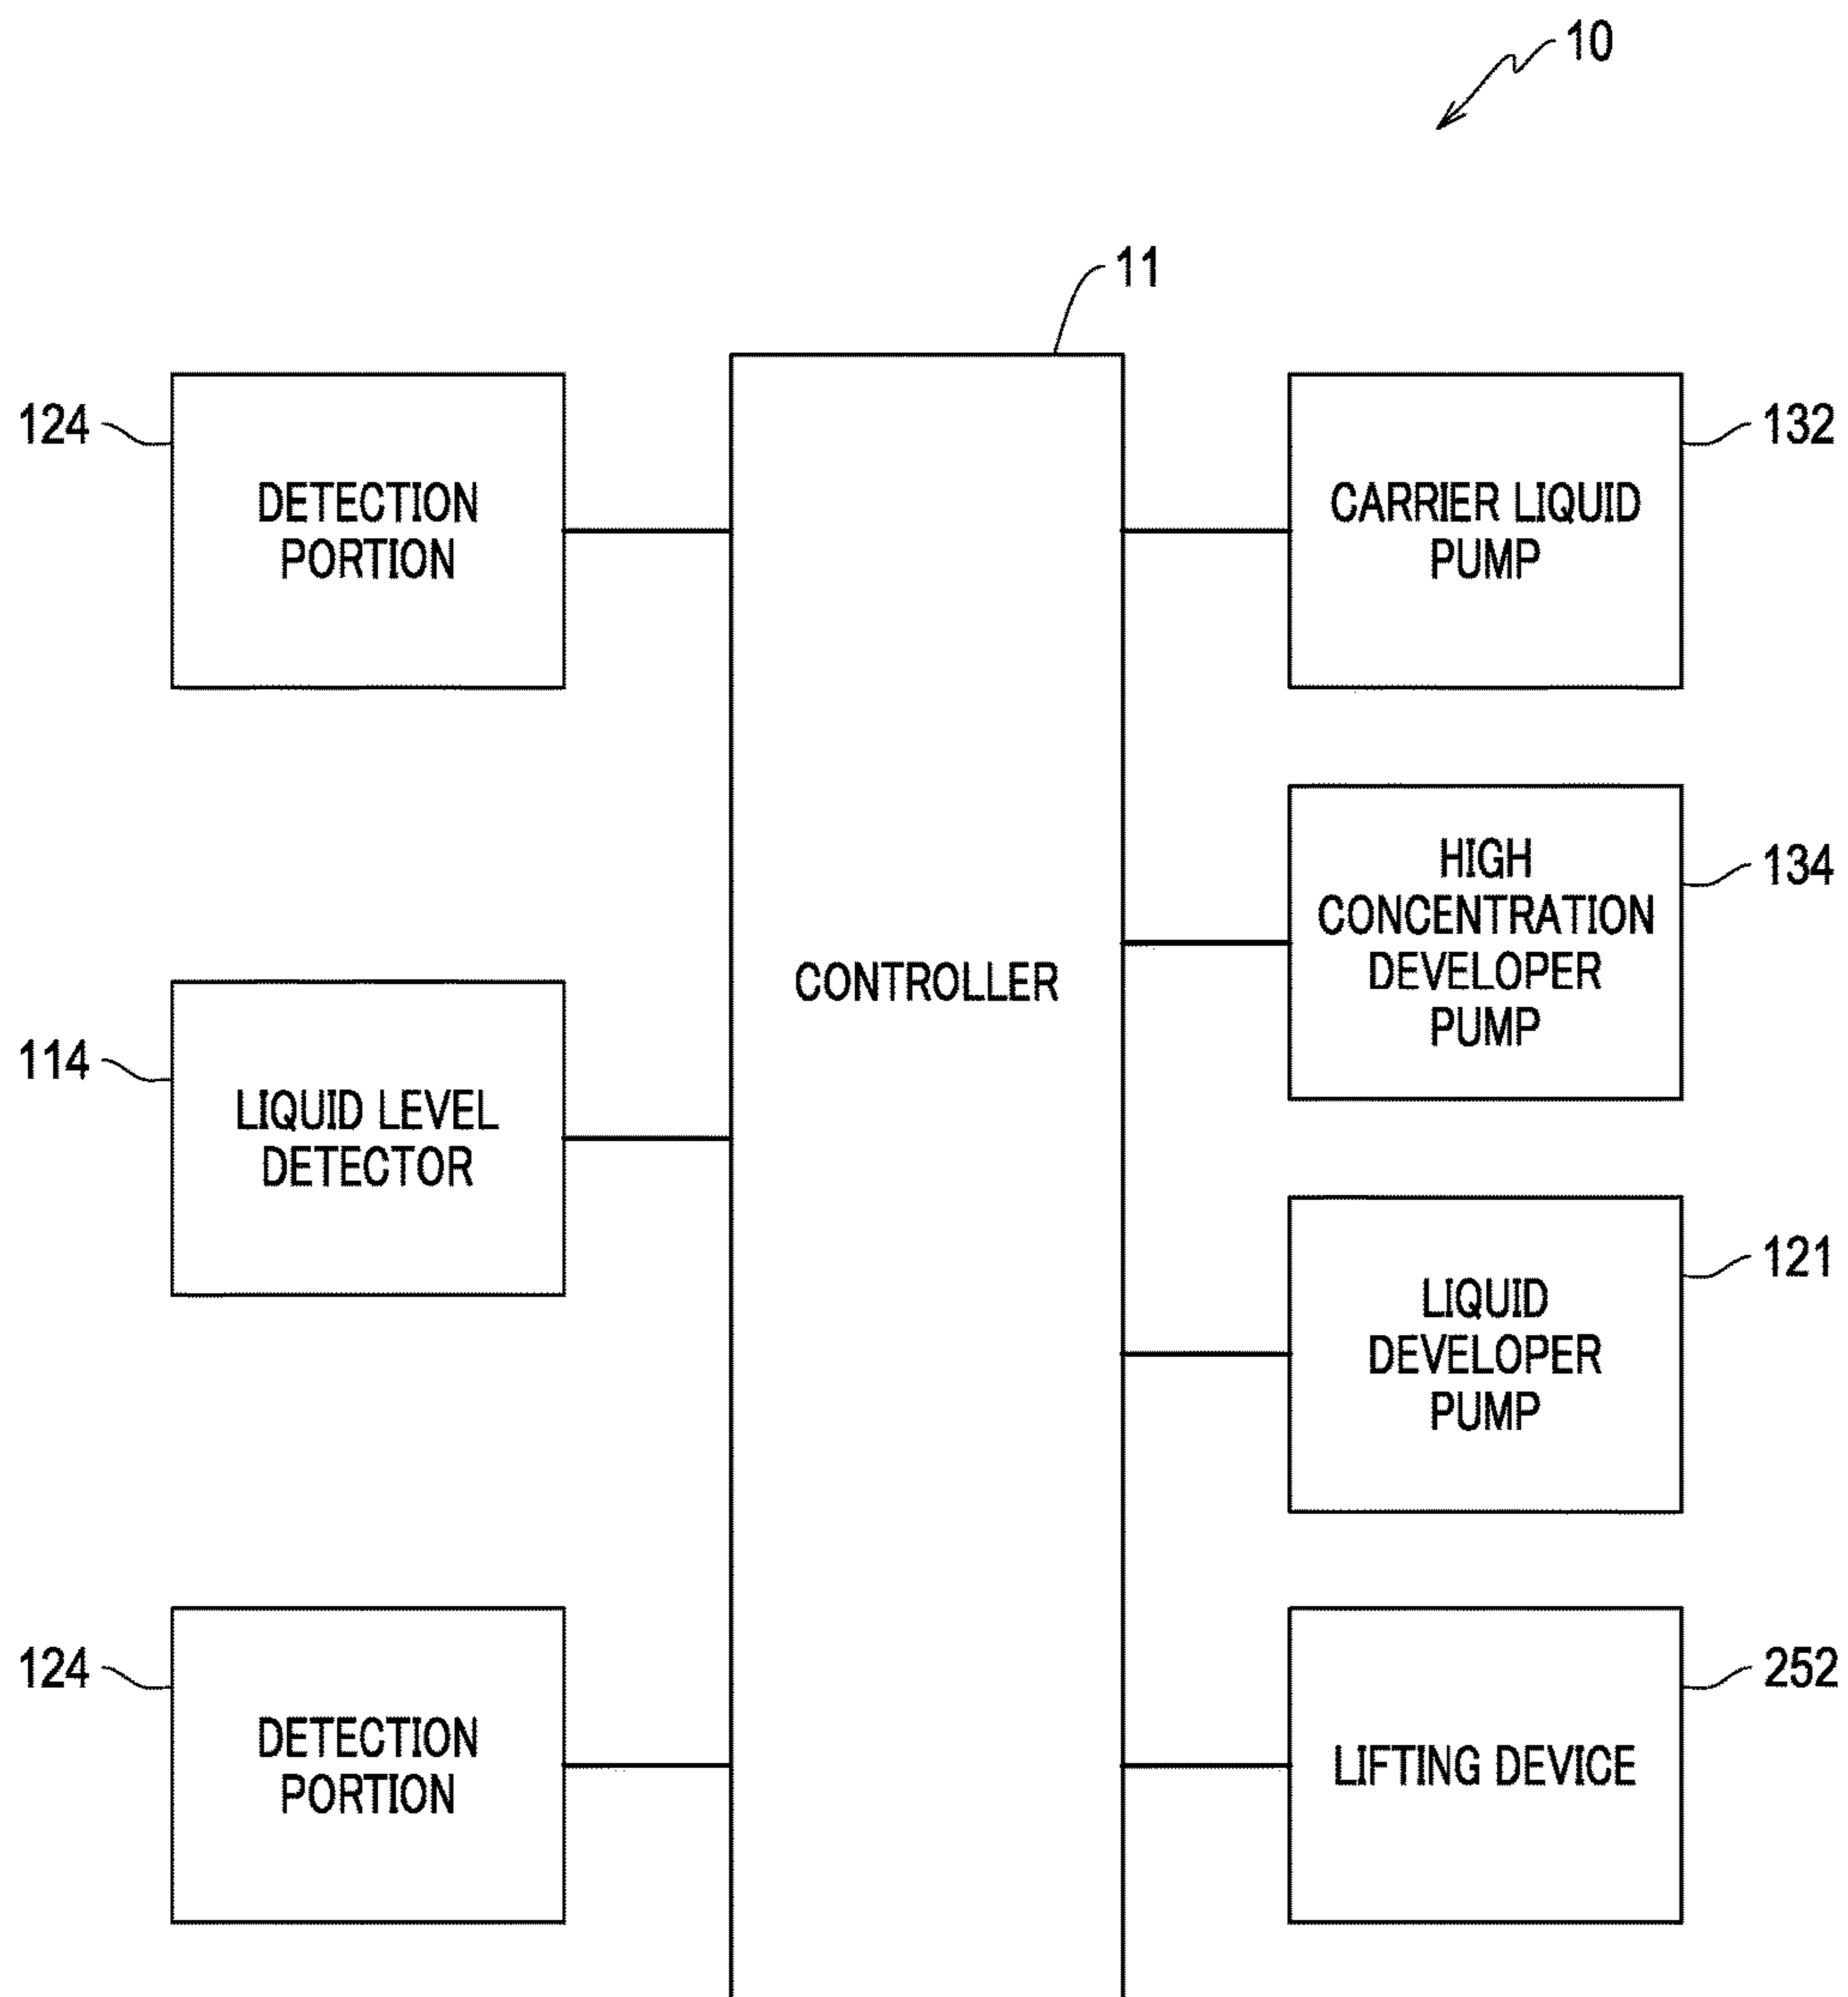 10
11
124
DETECTION
PORTION
132
CARRIER LIQUID
PUMP
134
HIGH
CONCENTRATION
DEVELOPER
PUMP
CONTROLLER
114
LIQUID LEVEL
DETECTOR
121
LIQUID
DEVELOPER
PUMP
124
DETECTION
PORTION
252
LIFTING DEVICE